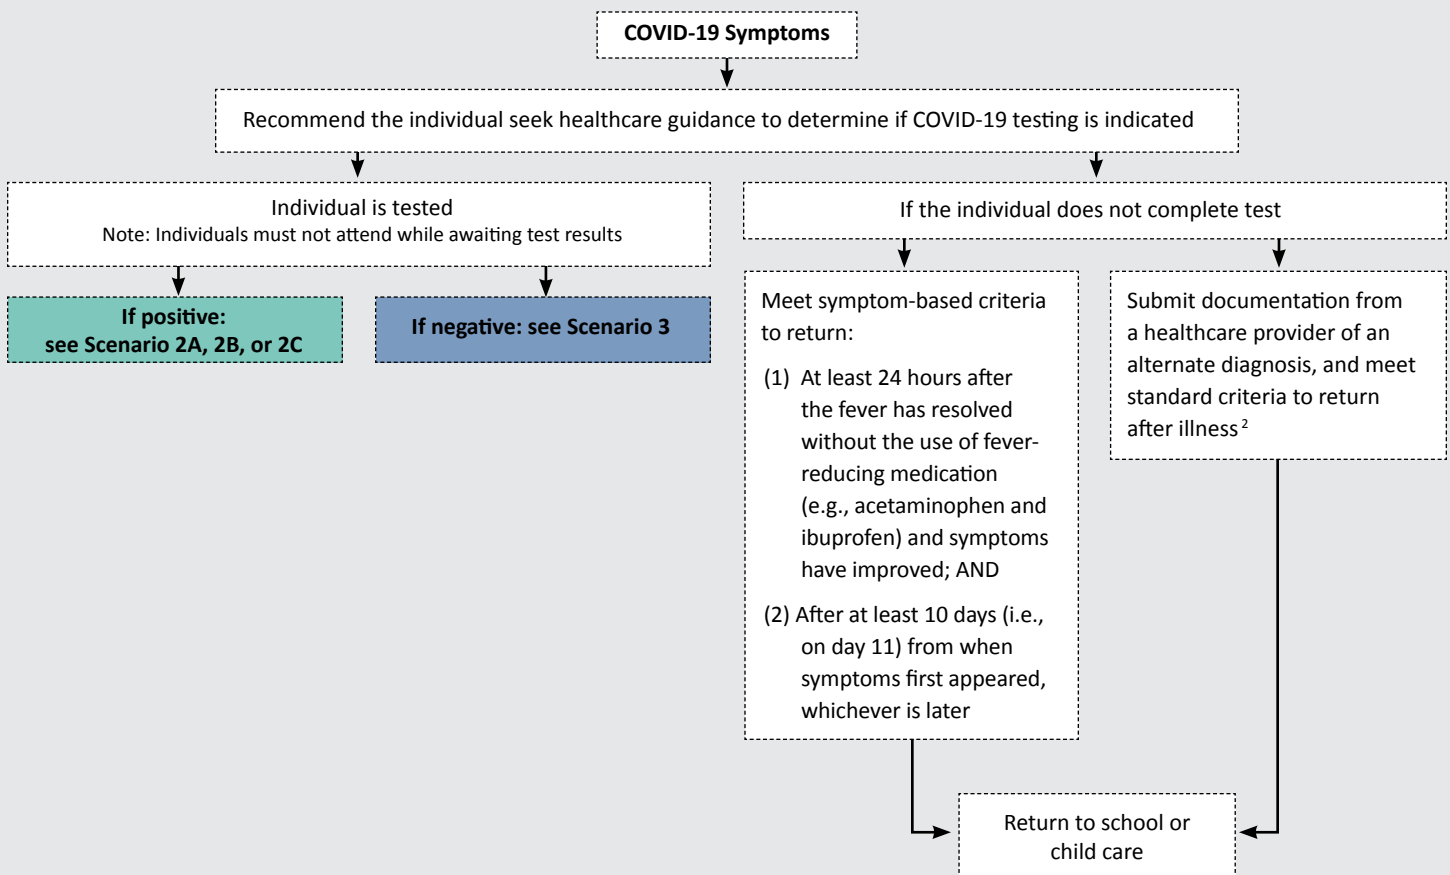 COVID-19 Symptoms
Recommend the individual seek healthcare guidance to determine if COVID-19 testing is indicated
Individual is tested
Note: Individuals must not attend while awaiting test results
If positive:
see Scenario 2A, 2B, or 2C
If negative: see Scenario 3
If the individual does not complete test
Meet symptom-based criteria
to return:
(1) At least 24 hours after
the fever has resolved
without the use of fever-
reducing medication
(e.g., acetaminophen and
ibuprofen) and symptoms
have improved; AND
(2) After at least 10 days (i.e.,
on day 11) from when
symptoms first appeared,
whichever is later
Submit documentation from
a healthcare provider of an
alternate diagnosis, and meet
standard criteria to return
after illness 2
Return to school or
child care